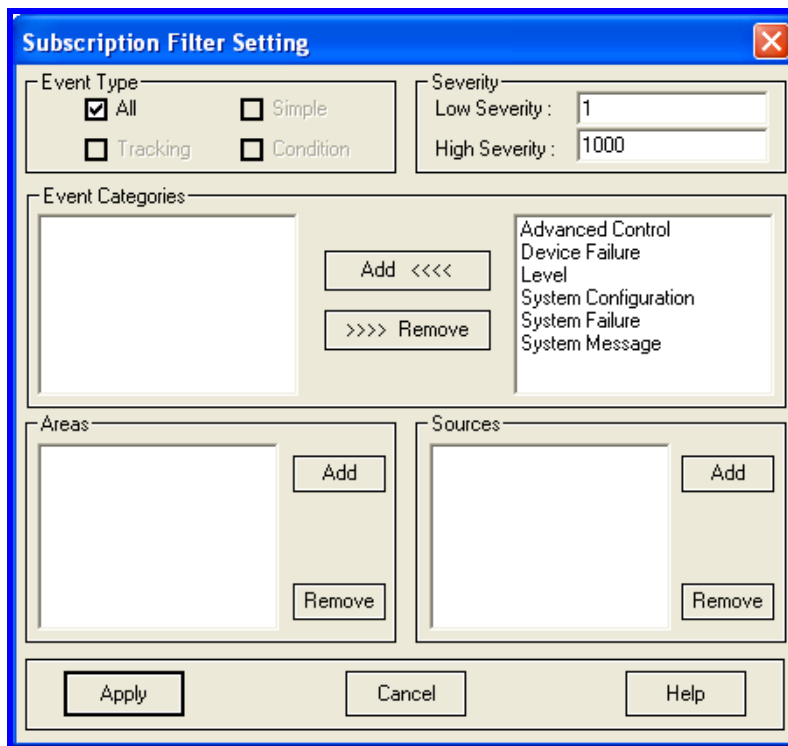 Subscription Filter Setting
Event Type
All
Simple
Tracking
Condition
Severity
Low Severity :
1
High Severity :
1000
Event Categories
Add <<<<
>>>> Remove
Advanced Control
Device Failure
Level
System Configuration
System Failure
System Message
Areas
Add
Remove
Sources
Add
Remove
Apply
Cancel
Help